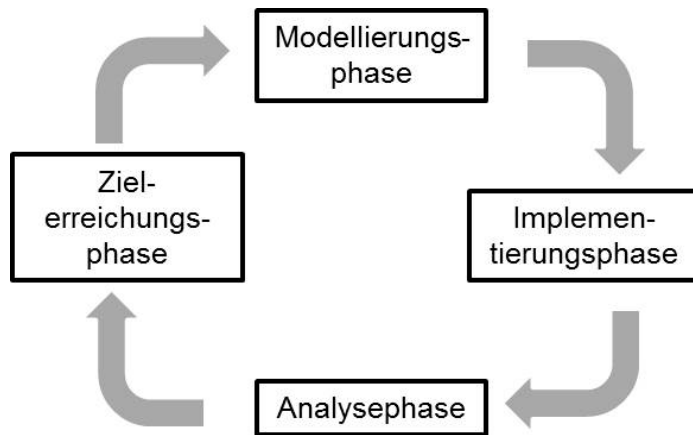 Modellierungs-
phase
Implemen-
tierungsphase
Analysephase
Ziel-
erreichungs-
phase